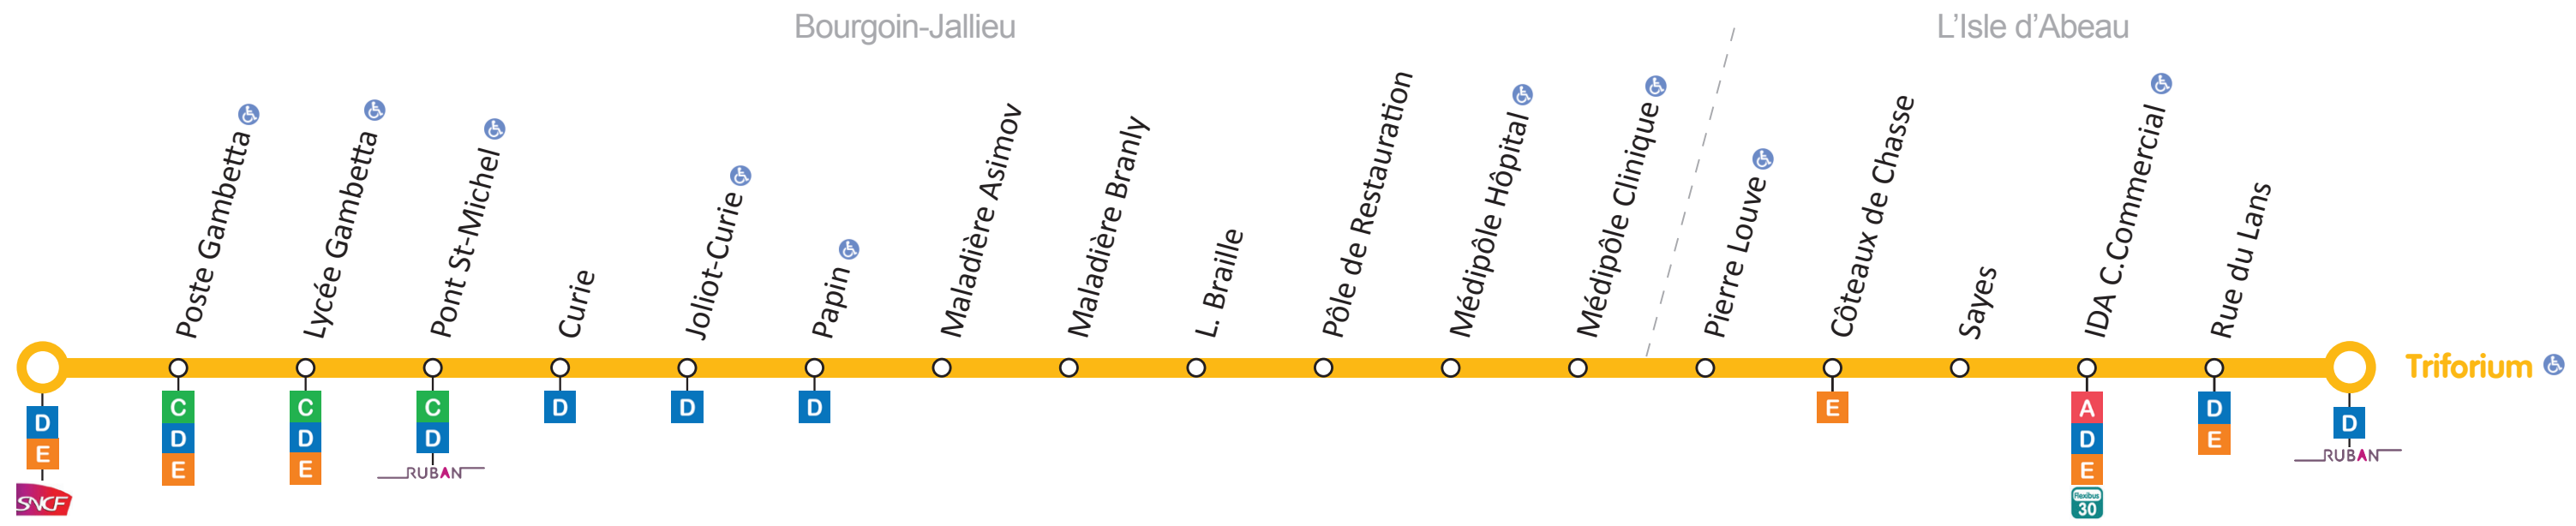 Bourgoin-Jallieu
L'Isle d'Abeau
Poste Gambetta
Lycée Gambetta
Pont St-Michel
Curie
Joliot-Curie
Papin
Maladière Asimov
Maladière Branly
L. Braille
Pôle de Restauration
Médipôle Hôpital
Médipôle Clinique
Pierre Louve
Côteaux de Chasse
Sayes
IDA C.Commercial
Rue du Lans
Triforium
D
E
SNCF
C
D
E
C
D
E
C
D
RUBAN
D
D
D
E
A
D
E
flexibus
30
D
E
D
RUBAN